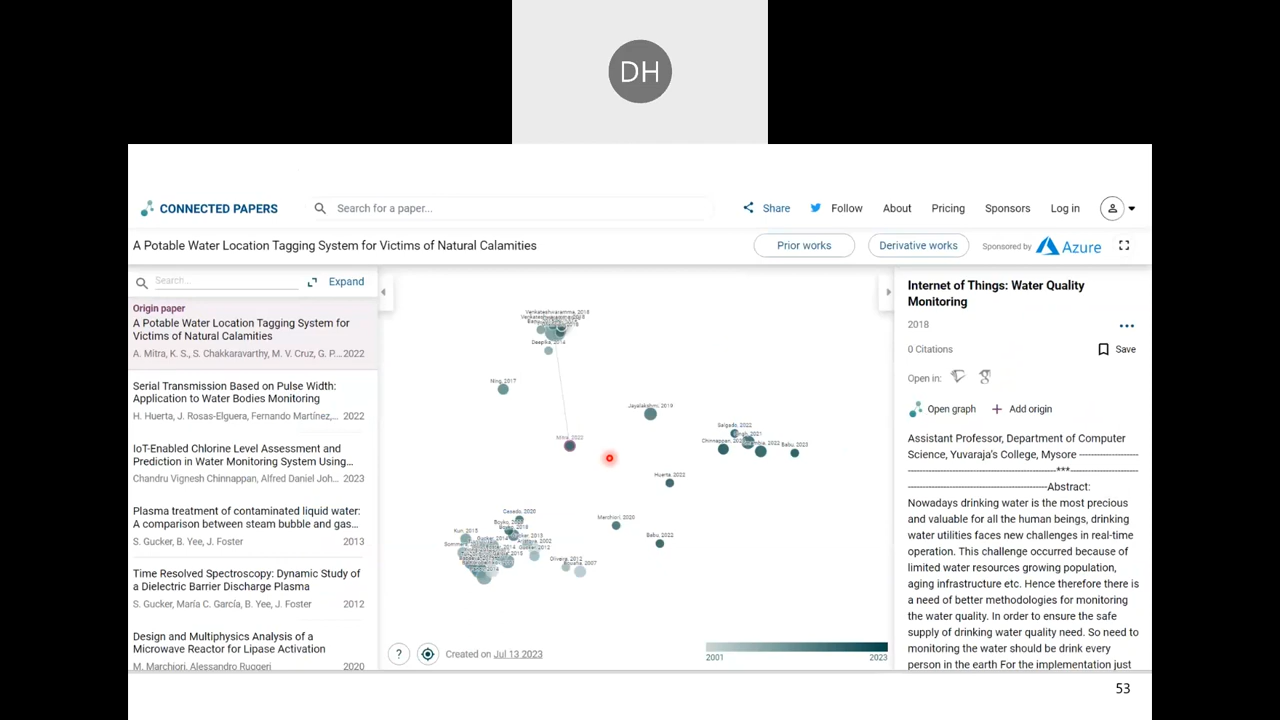 DH
CONNECTED PAPERS
Search for a paper...
Share
Follow
About
Pricing
Sponsors
Log in
A Potable Water Location Tagging System for Victims of Natural Calamities
Prior works
Derivative works
Sponsored by
Azure
Search...
Expand
Origin paper
A Potable Water Location Tagging System for
Victims of Natural Calamities
A. Mitra, K. S., S. Chakkaravarthy, M. V. Cruz, G. P.... 2022
Serial Transmission Based on Pulse Width:
Application to Water Bodies Monitoring
H. Huerta, J. Rosas-Elguera, Fernando Martínez,... 2022
IoT-Enabled Chlorine Level Assessment and
Prediction in Water Monitoring System Using...
Chandru Vignesh Chinnappan, Alfred Daniel Joh... 2023
Plasma treatment of contaminated liquid water:
A comparison between steam bubble and gas...
S. Gucker, B. Yee, J. Foster 2013
Time Resolved Spectroscopy: Dynamic Study of
a Dielectric Barrier Discharge Plasma
S. Gucker, María C. García, B. Yee, J. Foster 2012
Design and Multiphysics Analysis of a
Microwave Reactor for Lipase Activation
M. Marchiori, Alessandro Ruggeri 2020
Venkateshwaramma, 2018
Deepika, 2014
Ning, 2017
Jayalakshmi, 2019
Mitra, 2022
Salgado, 2022
Babu, 2023
Huerta, 2022
Marchiori, 2020
Babu, 2022
Casado, 2020
Kun, 2015
Oliveira, 2012
?
Created on Jul 13 2023
2001
2023
Internet of Things: Water Quality
Monitoring
2018
0 Citations
Save
Open in:
Open graph
Add origin
Assistant Professor, Department of Computer
Science, Yuvaraja's College, Mysore ------------------
---------------------------------------------***---------------------
------------------------------------------Abstract:
Nowadays drinking water is the most precious
and valuable for all the human beings, drinking
water utilities faces new challenges in real-time
operation. This challenge occurred because of
limited water resources growing population,
aging infrastructure etc. Hence therefore there is
a need of better methodologies for monitoring
the water quality. In order to ensure the safe
supply of drinking water quality need. So need to
monitoring the water should be drink every
person in the earth For the implementation just
53